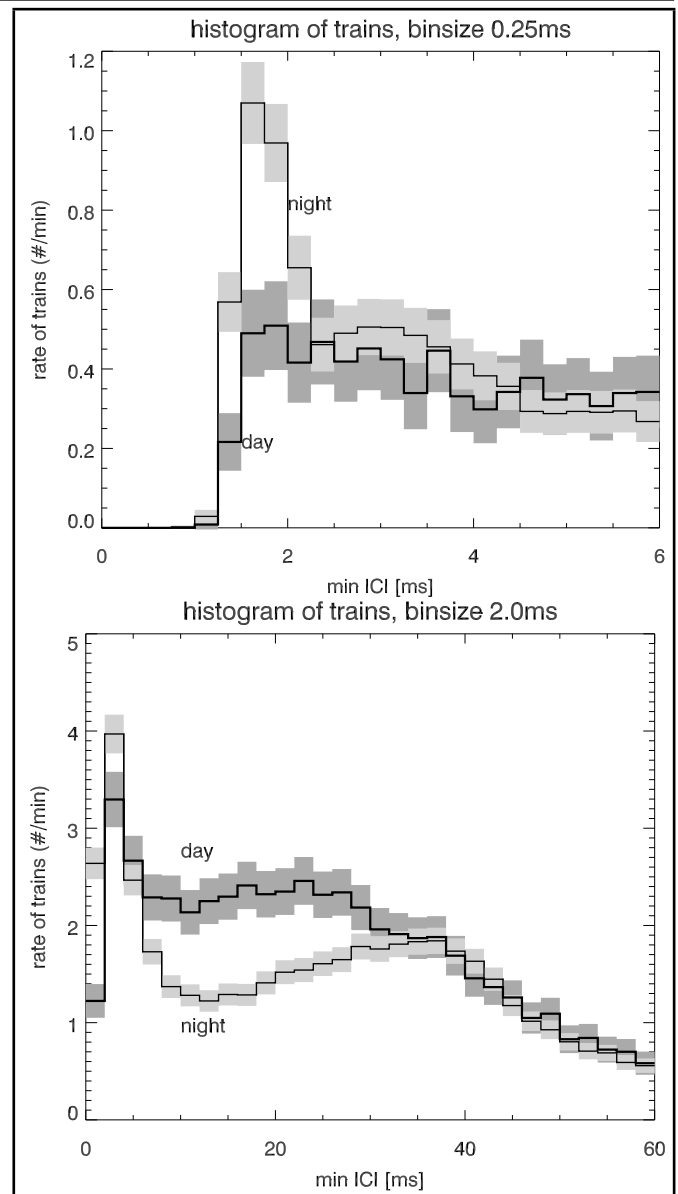 histogram of trains, binsize 0.25ms
1.2
1.0
0.8
0.6
0.4
0.2
0.0
rate of trains (#/min)
night
day
0 2 4 6
min ICI [ms]
histogram of trains, binsize 2.0ms
5
4
3
2
1
0
rate of trains (#/min)
day
night
0 20 40 60
min ICI [ms]